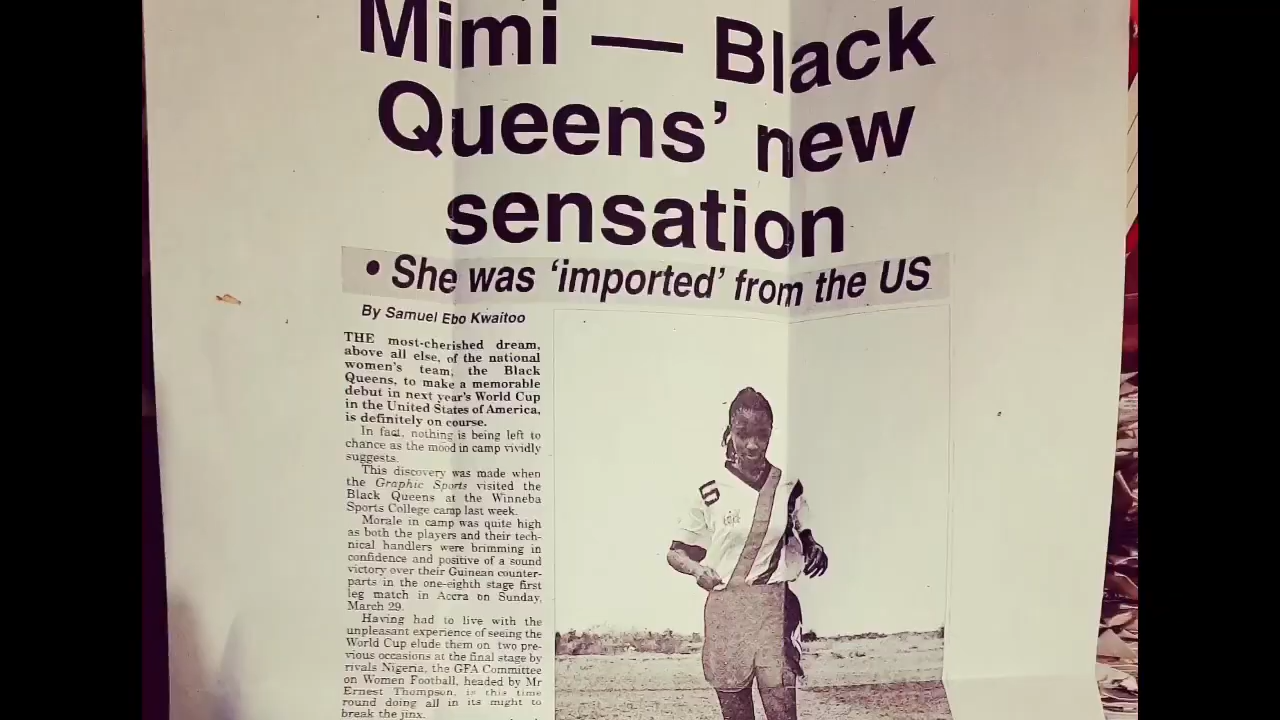 Mimi — Black
Queens' new
sensation
• She was 'imported' from the US
By Samuel Ebo Kwaitoo
THE most-cherished dream,
above all else, of the national
women's team, the Black
Queens, to make a memorable
debut in next year's World Cup
in the United States of America,
is definitely on course.
In fact, nothing is being left to
chance as the mood in camp vividly
suggests.
This discovery was made when
the Graphic Sports visited the
Black Queens at the Winneba
Sports College camp last week.
Morale in camp was quite high
as both the players and their tech-
nical handlers were brimming in
confidence and positive of a sound
victory over their Guinean counter-
parts in the one-eighth stage first
leg match in Accra on Sunday,
March 29.
Having had to live with the
unpleasant experience of seeing the
World Cup elude them on two pre-
vious occasions at the final stage by
rivals Nigeria, the GFA Committee
on Women Football, headed by Mr
Ernest Thompson, is this time
round doing all in its might to
break the jinx.
5